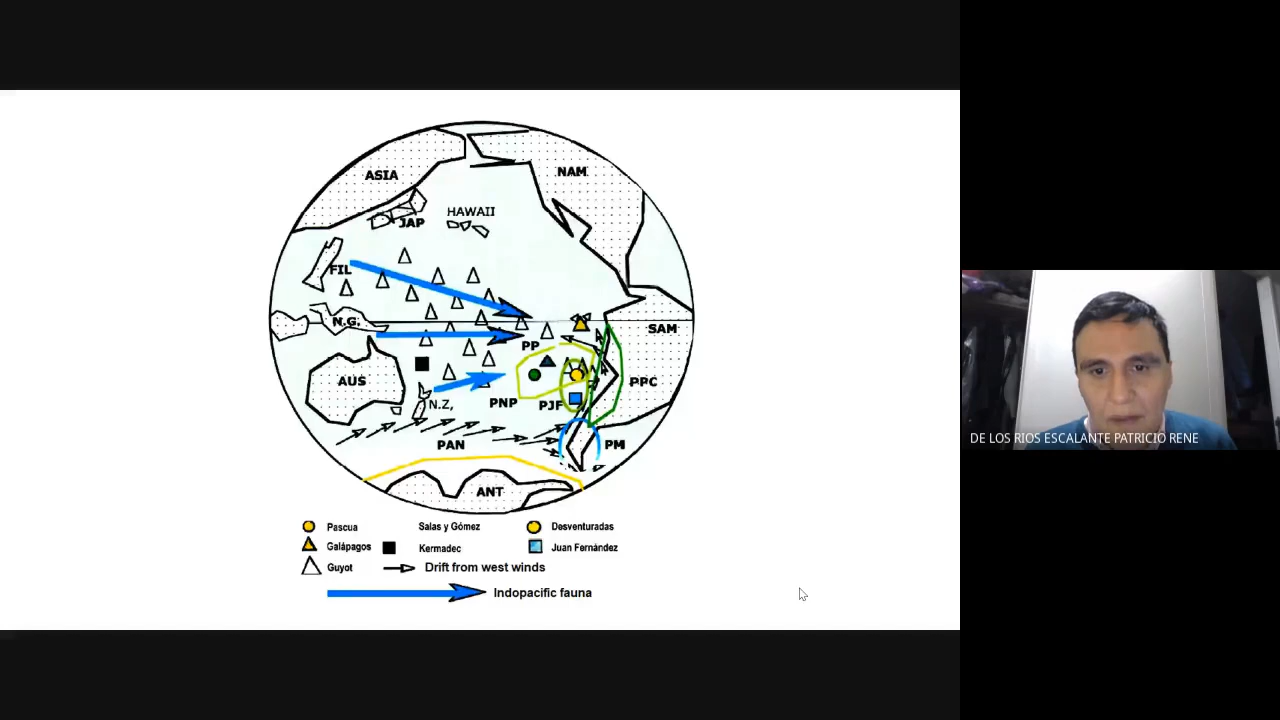 ASIA
NAM
JAP
HAWAII
FIL
N.G.
SAM
PP
AUS
PPC
N.Z,
PNP
PJF
PAN
PM
ANT
Pascua
Salas y Gómez
Desventuradas
Galápagos
Kermadec
Juan Fernández
Guyot
Drift from west winds
Indopacific fauna
DE LOS RIOS ESCALANTE PATRICIO RENE